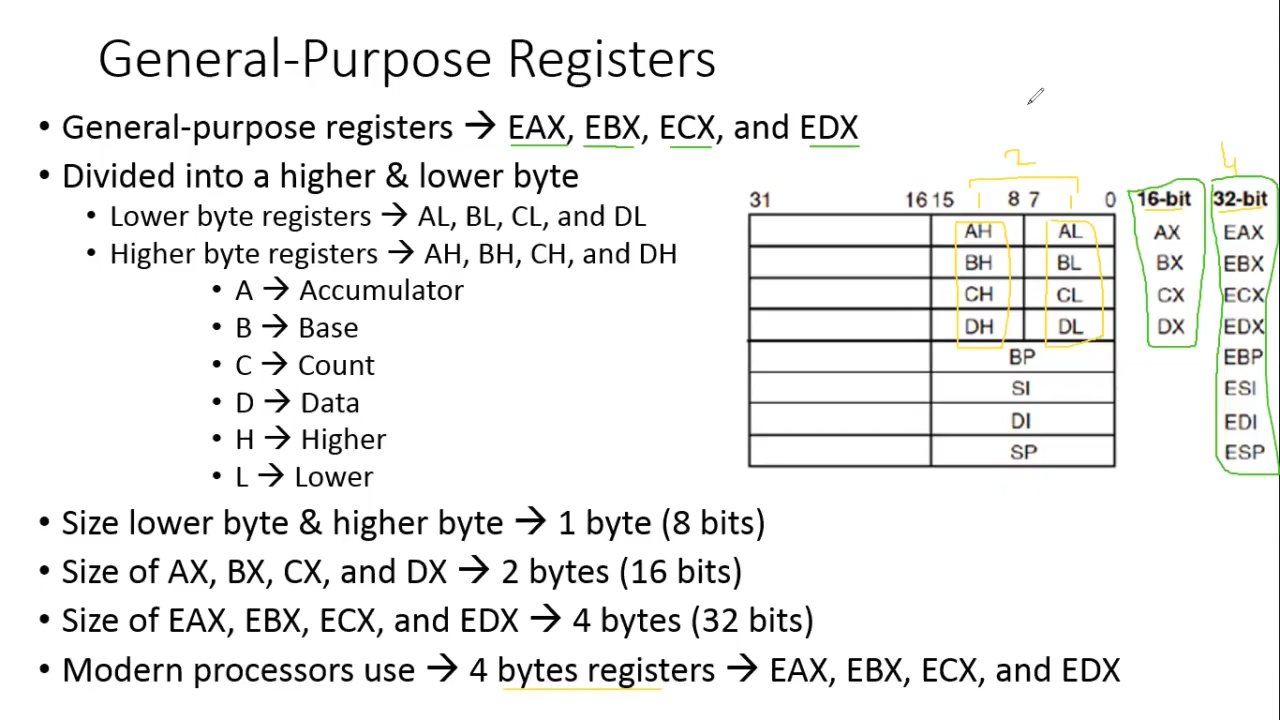 General-Purpose Registers
• General-purpose registers → EAX, EBX, ECX, and EDX
• Divided into a higher & lower byte
• Lower byte registers → AL, BL, CL, and DL
• Higher byte registers → AH, BH, CH, and DH
• A → Accumulator
• B → Base
• C → Count
• D → Data
• H → Higher
• L → Lower
• Size lower byte & higher byte → 1 byte (8 bits)
• Size of AX, BX, CX, and DX → 2 bytes (16 bits)
• Size of EAX, EBX, ECX, and EDX → 4 bytes (32 bits)
• Modern processors use → 4 bytes registers → EAX, EBX, ECX, and EDX
2 4
31 16 15 8 7 0 16-bit 32-bit
AH AL AX EAX
BH BL BX EBX
CH CL CX ECX
DH DL DX EDX
BP EBP
SI ESI
DI EDI
SP ESP